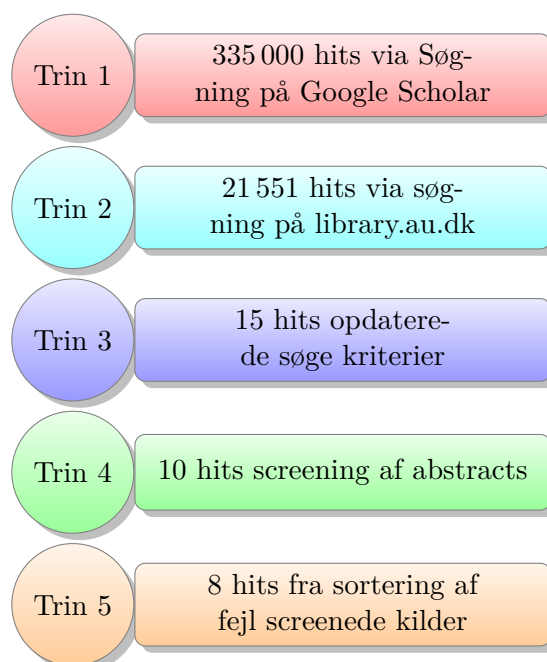 Trin 1
335 000 hits via Søg-
ning på Google Scholar
Trin 2
21 551 hits via søg-
ning på library.au.dk
Trin 3
15 hits opdatere-
de søge kriterier
Trin 4
10 hits screening af abstracts
Trin 5
8 hits fra sortering af
fejl screenede kilder